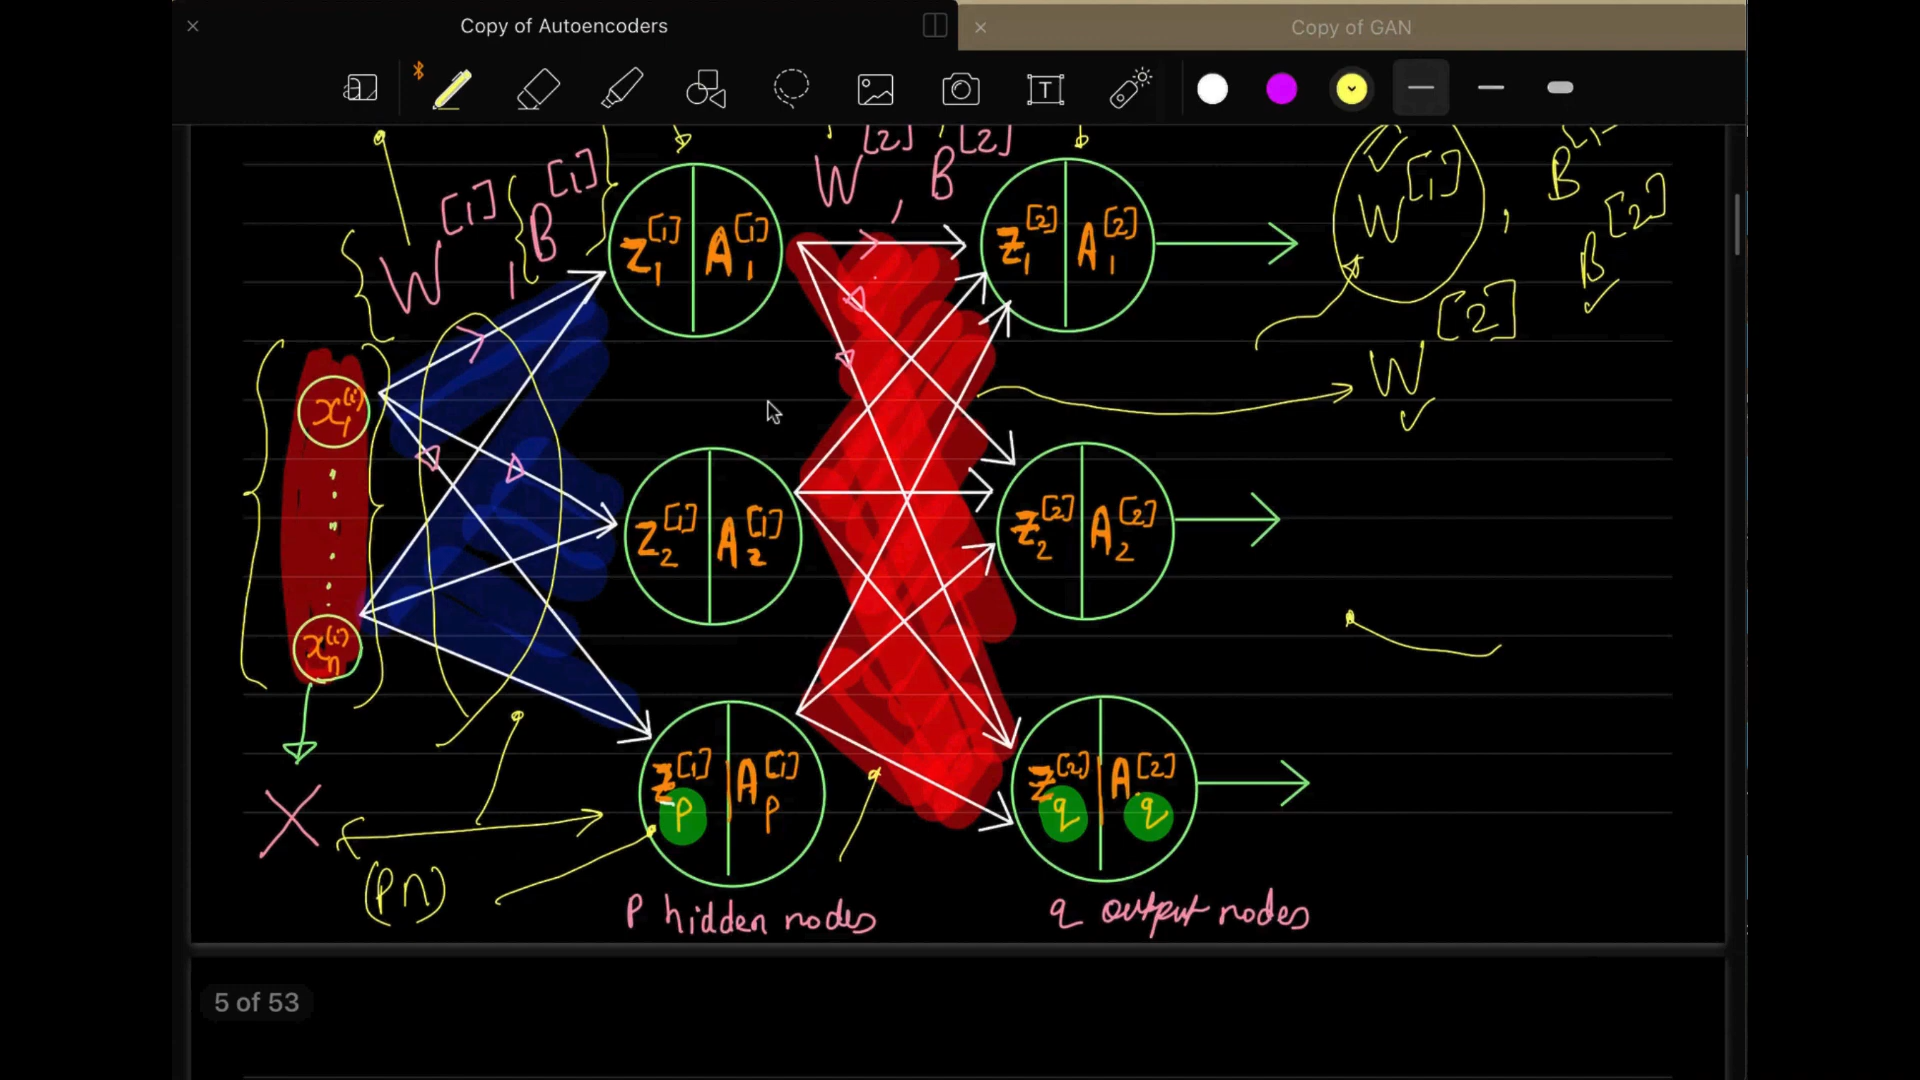 Copy of Autoencoders
Copy of GAN
W[1], B[1]
W[2], B[2]
W[1], B[1]
B[2]
W[2]
Z1[1] A1[1]
Z1[2] A1[2]
x1(i)
Z2[1] A2[1]
Z2[2] A2[2]
xn(i)
Zp[1] Ap[1]
Zq[2] Aq[2]
X
(Pn)
P hidden nodes
q output nodes
5 of 53